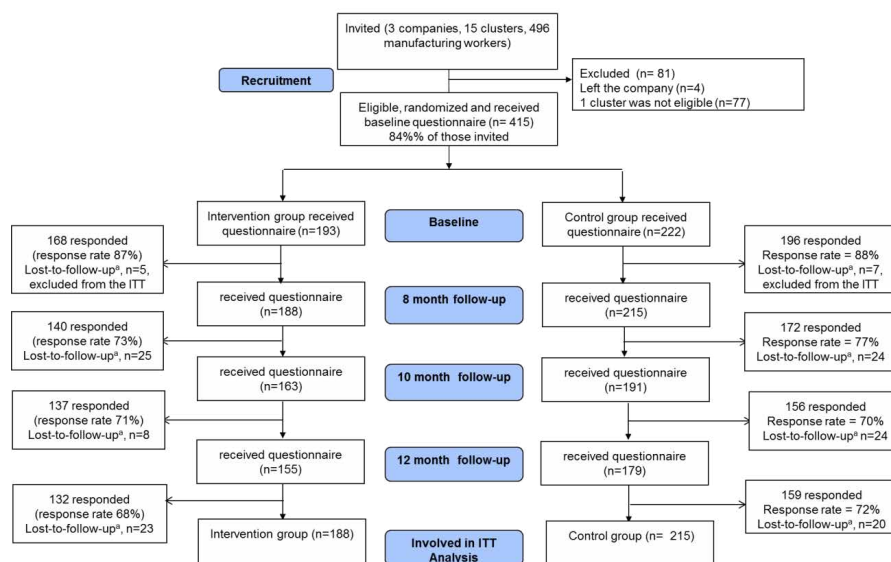 Invited (3 companies, 15 clusters, 496
manufacturing workers)
Recruitment
Excluded (n= 81)
Left the company (n=4)
1 cluster was not eligible (n=77)
Eligible, randomized and received
baseline questionnaire (n= 415)
84%% of those invited
Intervention group received
questionnaire (n=193)
Baseline
Control group received
questionnaire (n=222)
168 responded
(response rate 87%)
Lost-to-follow-upᵃ, n=5,
excluded from the ITT
196 responded
Response rate = 88%
Lost-to-follow-upᵃ, n=7,
excluded from the ITT
received questionnaire
(n=188)
8 month follow-up
received questionnaire
(n=215)
140 responded
(response rate 73%)
Lost-to-follow-upᵃ, n=25
172 responded
Response rate = 77%
Lost-to-follow-upᵃ, n=24
received questionnaire
(n=163)
10 month follow-up
received questionnaire
(n=191)
137 responded
(response rate 71%)
Lost-to-follow-upᵃ, n=8
156 responded
Response rate = 70%
Lost-to-follow-upᵃ n=24
received questionnaire
(n=155)
12 month follow-up
received questionnaire
(n=179)
132 responded
(response rate 68%)
Lost-to-follow-upᵃ, n=23
159 responded
Response rate = 72%
Lost-to-follow-upᵃ, n=20
Intervention group (n=188)
Involved in ITT
Analysis
Control group (n= 215)